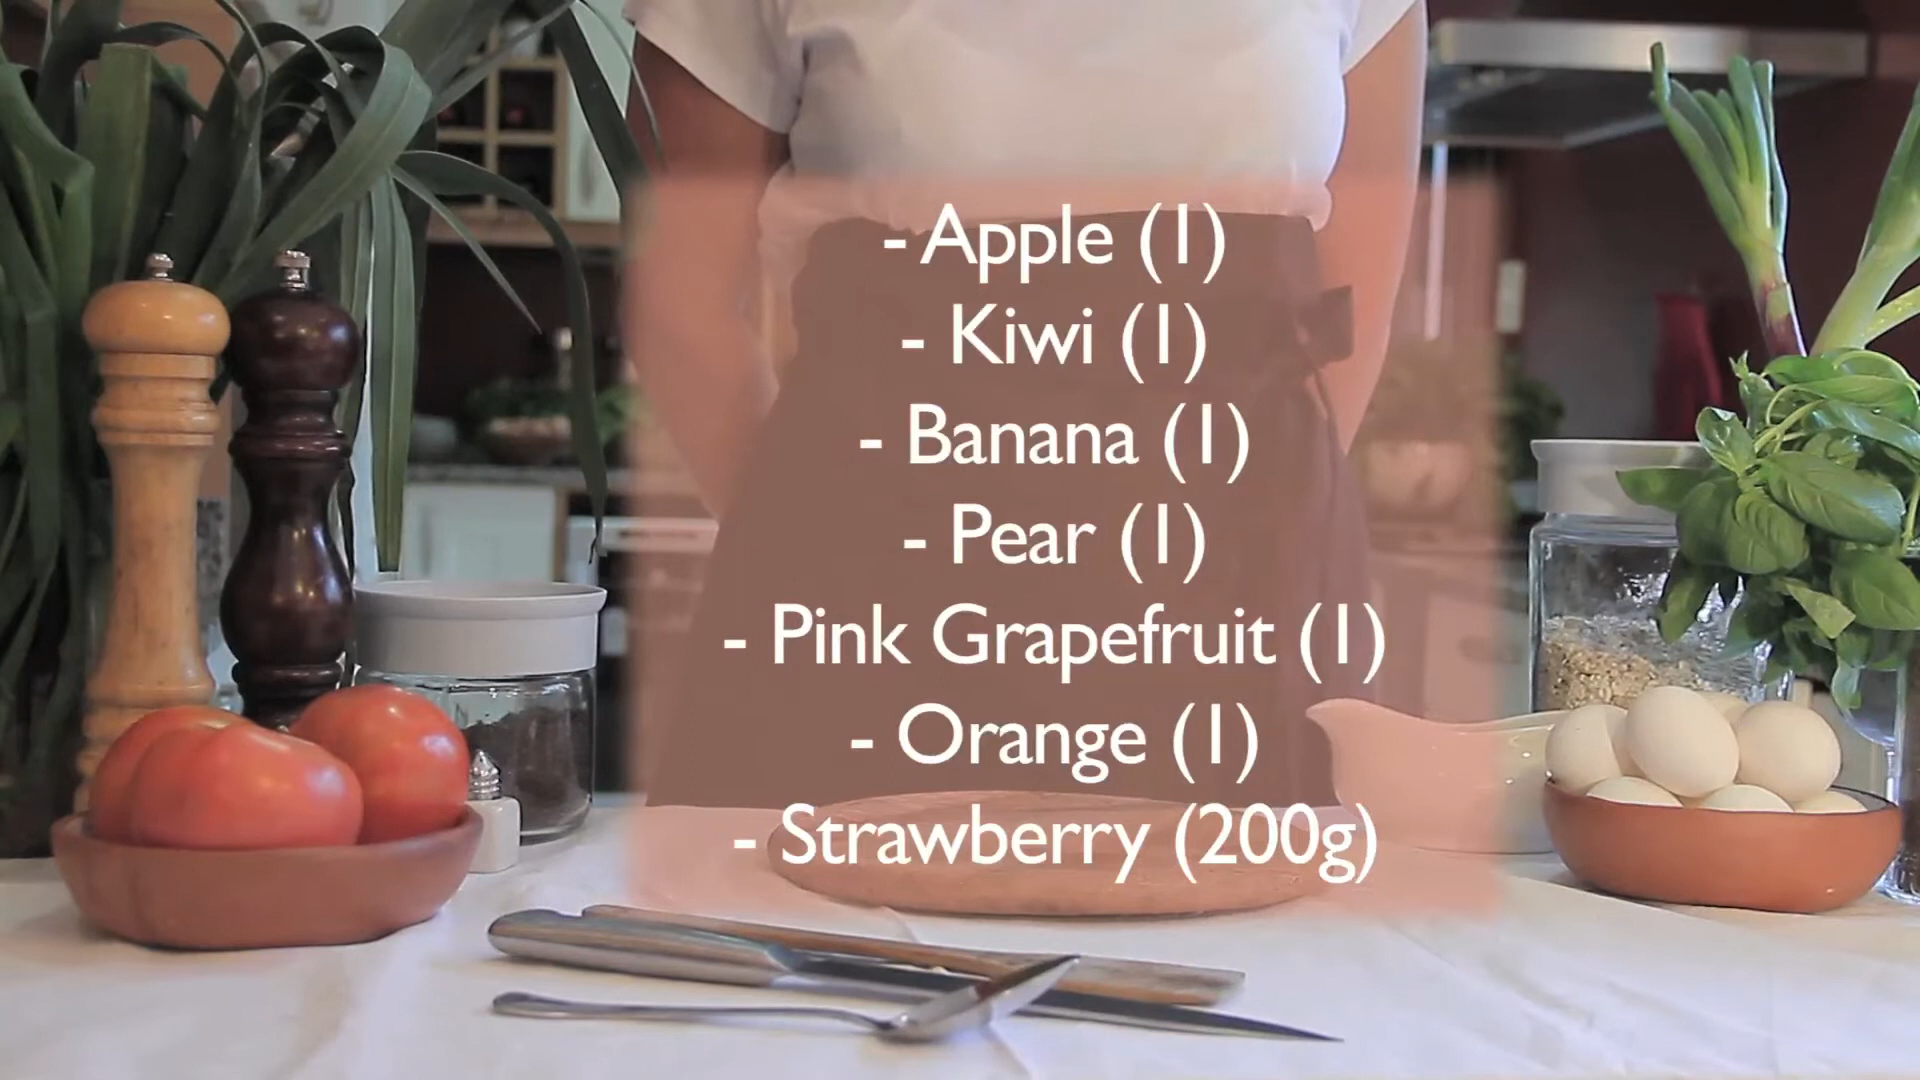 - Apple (1)
- Kiwi (1)
- Banana (1)
- Pear (1)
- Pink Grapefruit (1)
- Orange (1)
- Strawberry (200g)